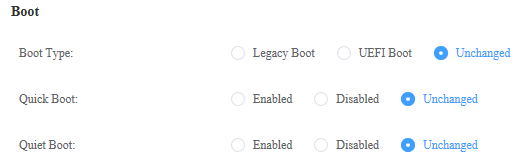 Boot
Boot Type: Legacy Boot UEFI Boot Unchanged
Quick Boot: Enabled Disabled Unchanged
Quiet Boot: Enabled Disabled Unchanged